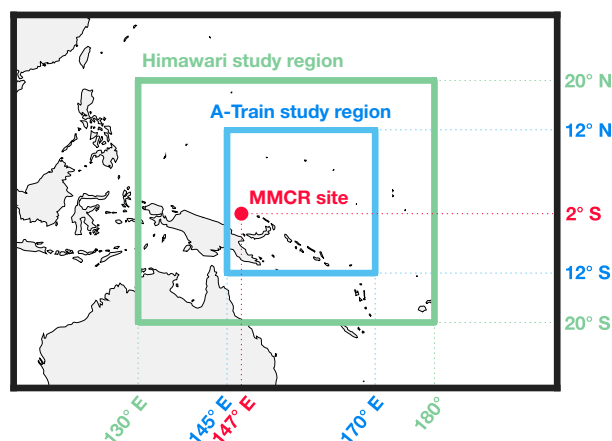 Himawari study region
20° N
A-Train study region
12° N
MMCR site
2° S
12° S
20° S
130° E
145° E
147° E
170° E
180°